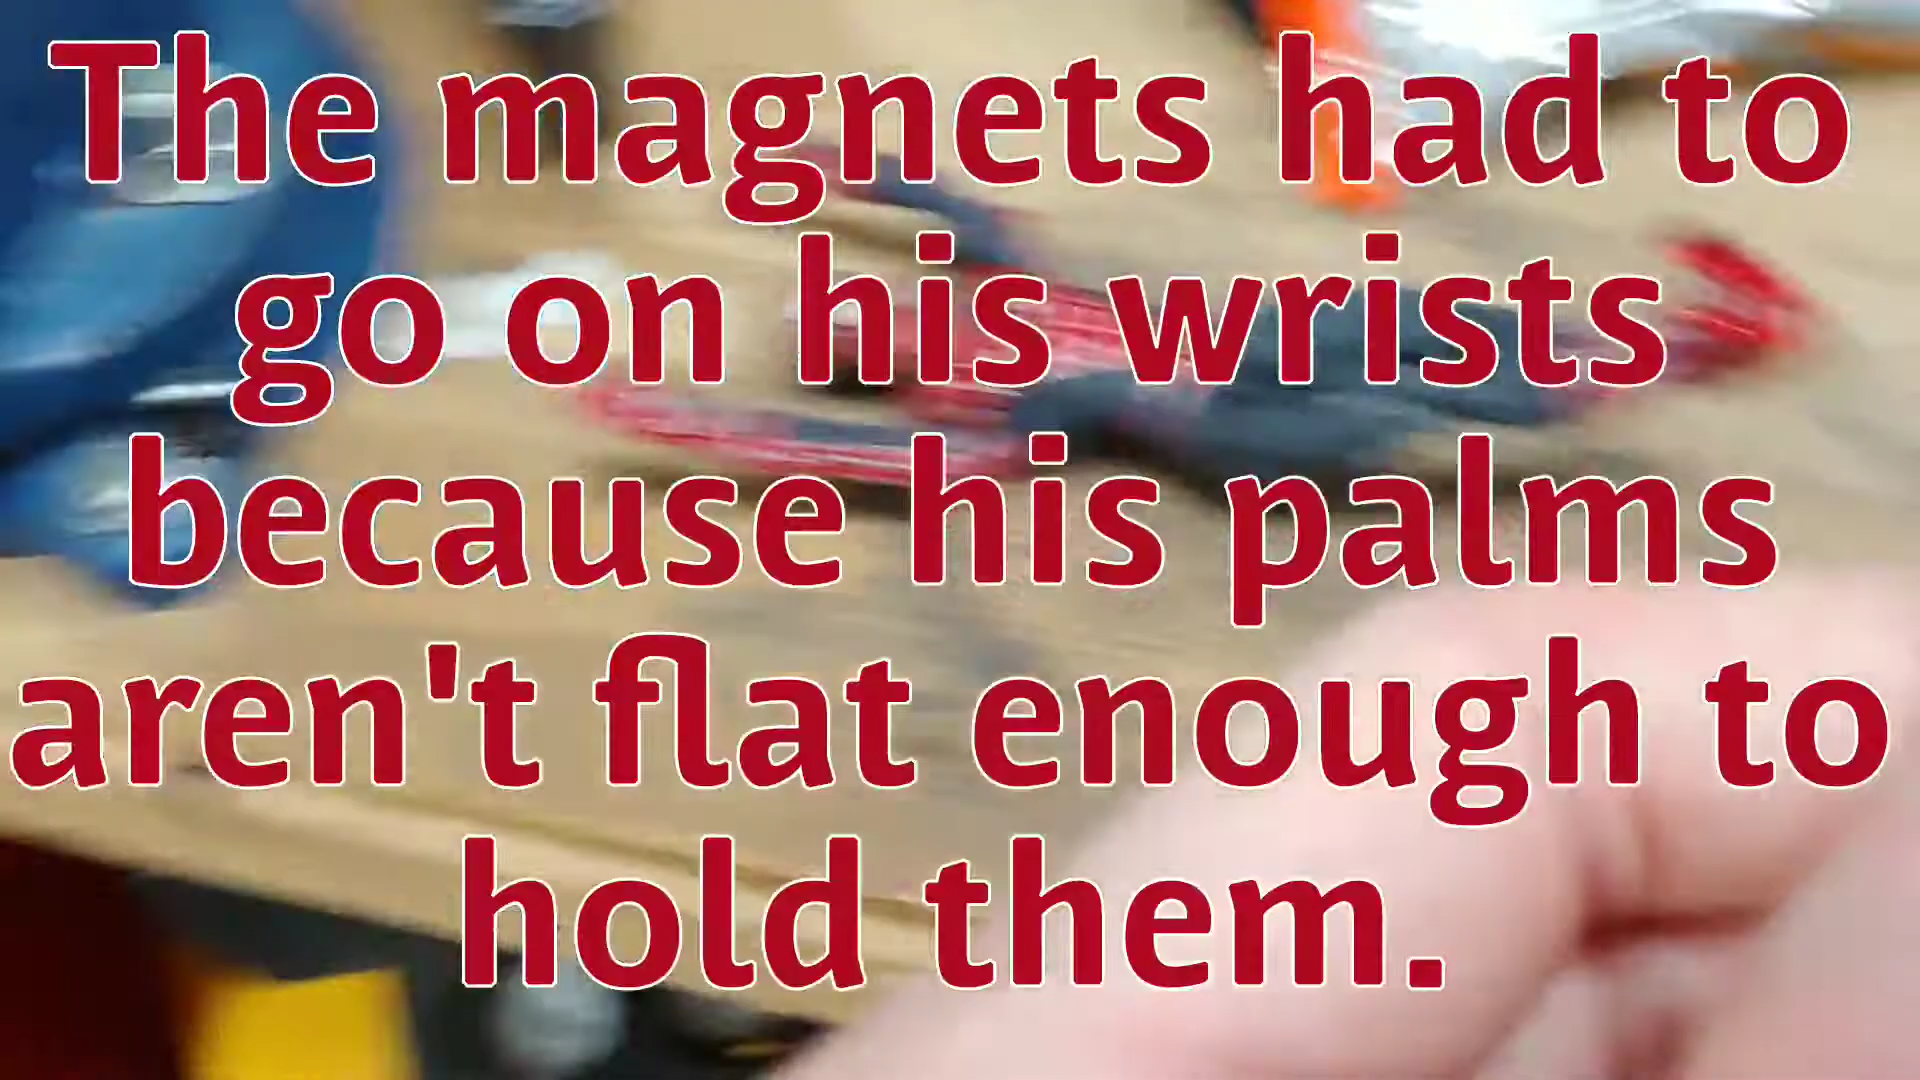 The magnets had to
go on his wrists
because his palms
aren't flat enough to
hold them.